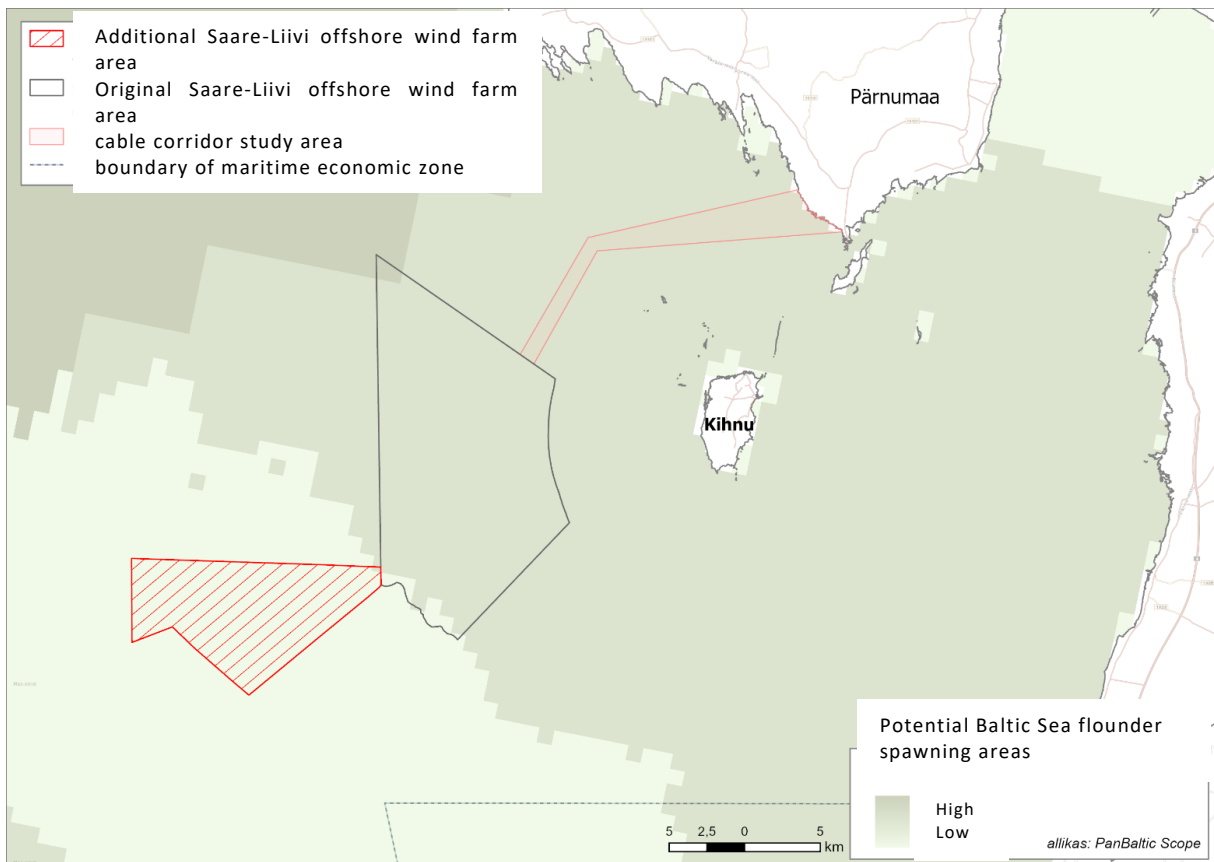 Additional Saare-Liivi offshore wind farm
area
Original Saare-Liivi offshore wind farm
area
cable corridor study area
boundary of maritime economic zone
Pärnumaa
Kihnu
Potential Baltic Sea flounder
spawning areas
High
Low
5 2,5 0 5
km
allikas: PanBaltic Scope